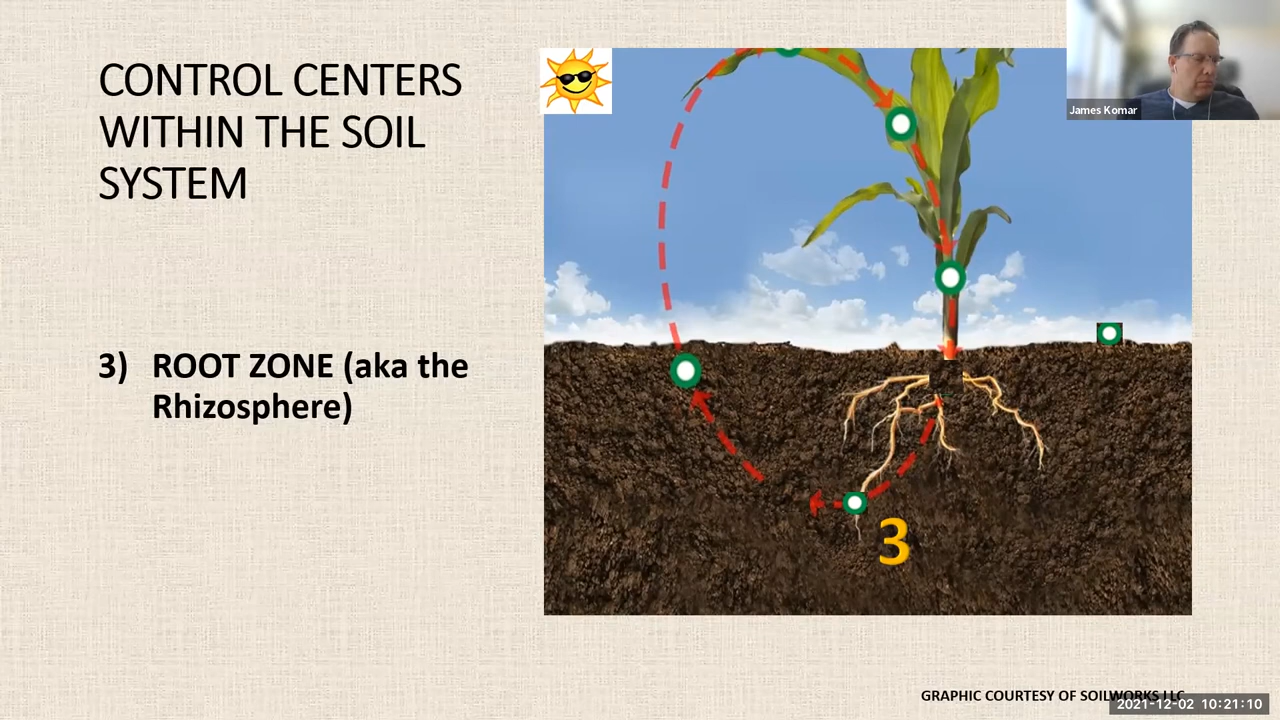 CONTROL CENTERS
WITHIN THE SOIL
SYSTEM
James Komar
3) ROOT ZONE (aka the
Rhizosphere)
3
GRAPHIC COURTESY OF SOILWORKS LLC
2021-12-02 10:21:10